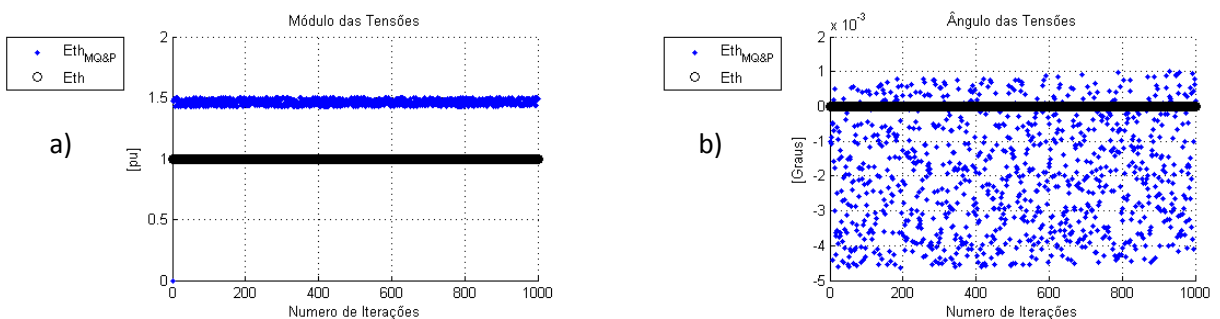 Módulo das Tensões
Eth_MQ&P
Eth
2
1.5
1
0.5
0
[pu]
0 200 400 600 800 1000
Numero de Iterações
a)
Ângulo das Tensões
Eth_MQ&P
Eth
x 10^-3
2
1
0
-1
-2
-3
-4
-5
[Graus]
0 200 400 600 800 1000
Numero de Iterações
b)